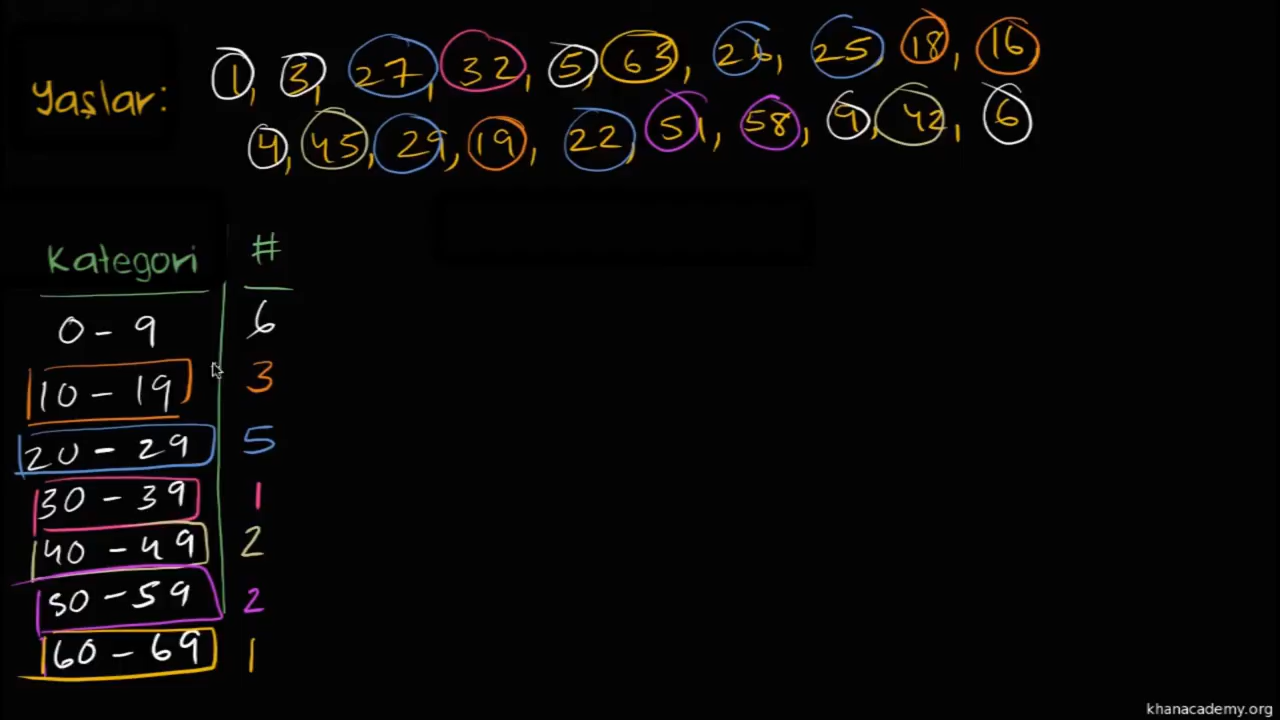 Yaşlar: 1, 3, 27, 32, 5, 63, 26, 25, 18, 16
4, 45, 29, 19, 22, 51, 58, 9, 42, 6
Kategori #
0 - 9 6
10 - 19 3
20 - 29 5
30 - 39 1
40 - 49 2
50 - 59 2
60 - 69 1
khanacademy.org